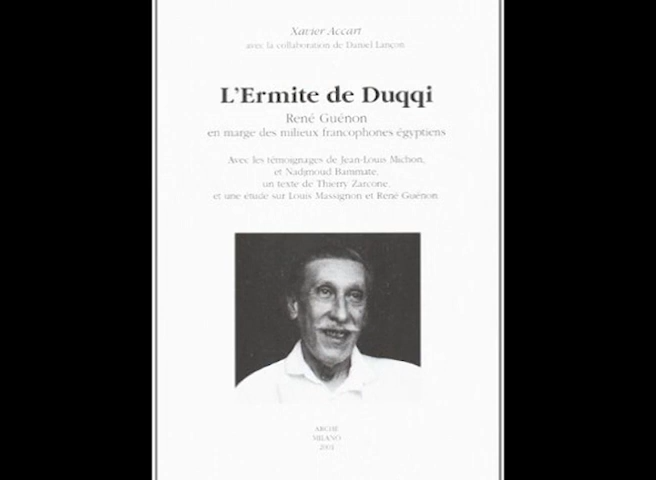 Xavier Accart
avec la collaboration de Daniel Lançon
L'Ermite de Duqqi
René Guénon
en marge des milieux francophones égyptiens
Avec les témoignages de Jean-Louis Michon,
et Nadjmoud Bammate,
un texte de Thierry Zarcone,
et une étude sur Louis Massignon et René Guénon
ARCHÈ
MILANO
2001